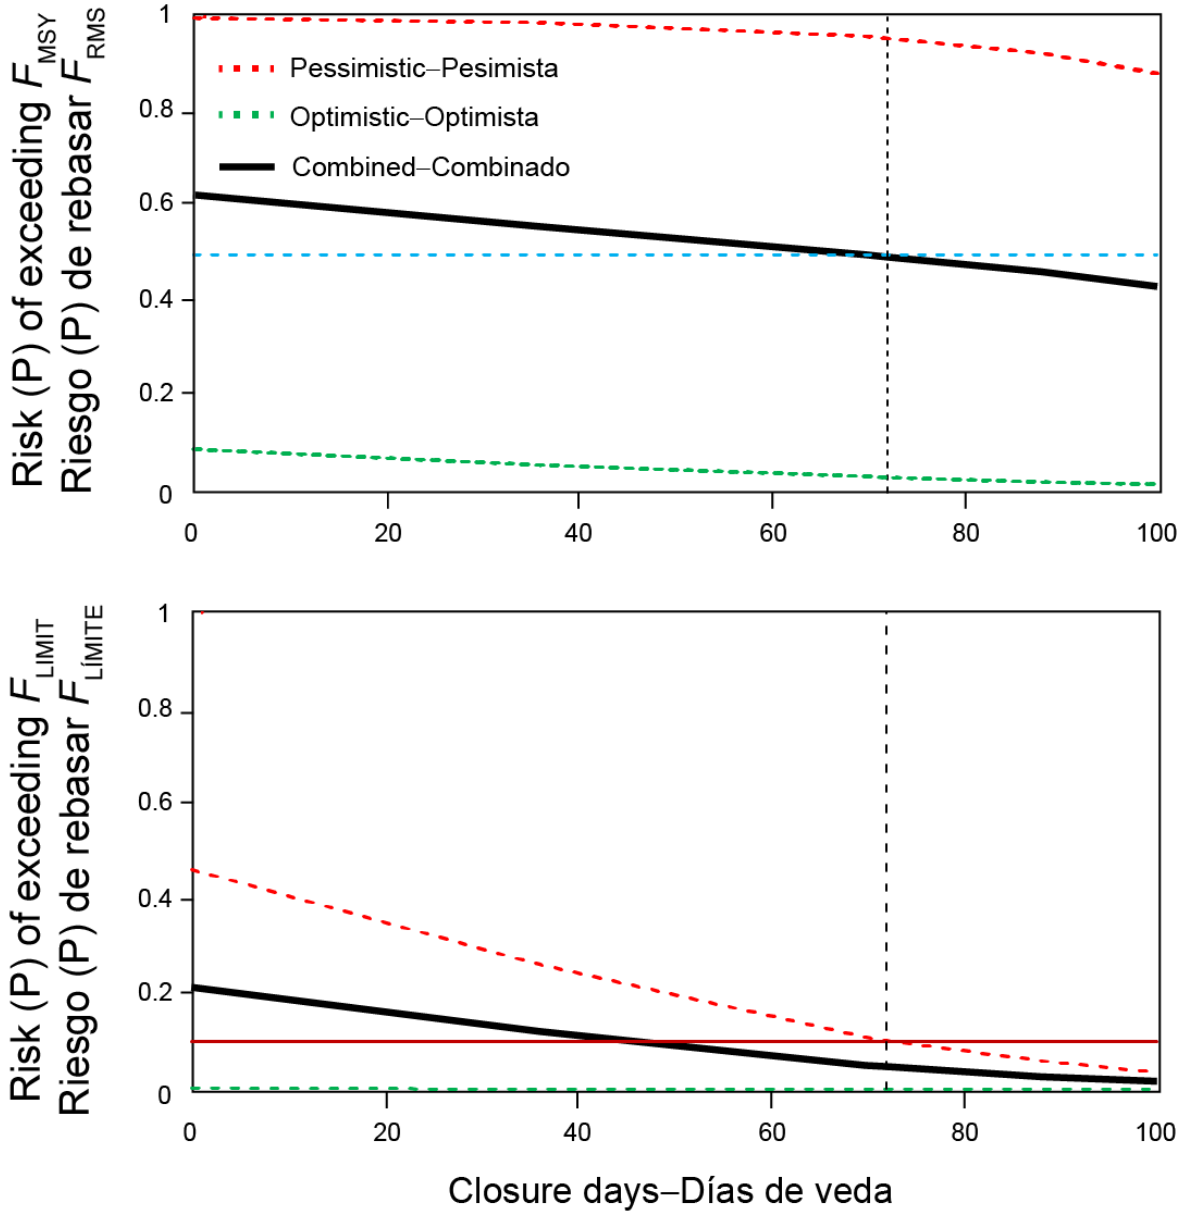 Risk (P) of exceeding FMSY
Riesgo (P) de rebasar FRMS
1
0.8
0.6
0.4
0.2
0
Pessimistic–Pesimista
Optimistic–Optimista
Combined–Combinado
0 20 40 60 80 100
Risk (P) of exceeding FLIMIT
Riesgo (P) de rebasar FLÍMITE
1
0.8
0.6
0.4
0.2
0
0 20 40 60 80 100
Closure days–Días de veda